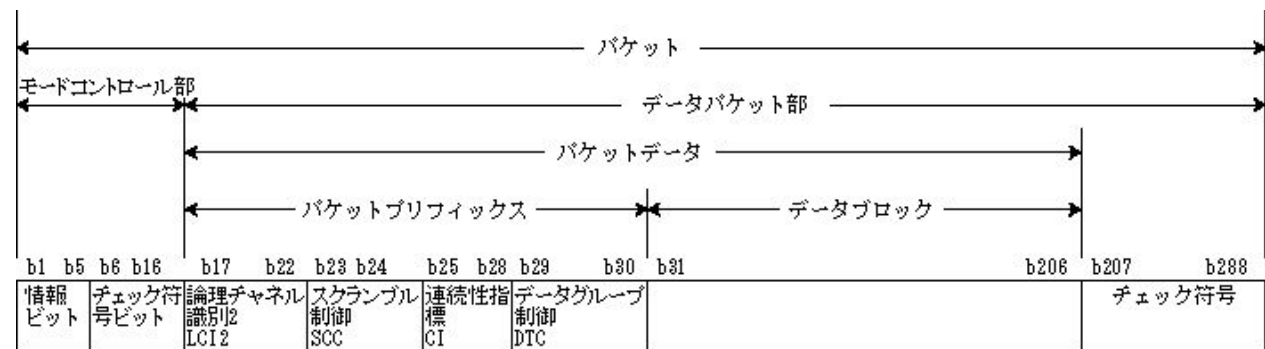 パケット
モードコントロール部
データパケット部
パケットデータ
パケットプリフィックス
データブロック
b1 b5 b6 b16 b17 b22 b23 b24 b25 b28 b29 b30 b31 b206 b207 b288
情報
ビット
チェック符
号ビット
論理チャネル
識別2
LCI2
スクランブル
制御
SCC
連続性指
標
CI
データグループ
制御
DTC
チェック符号